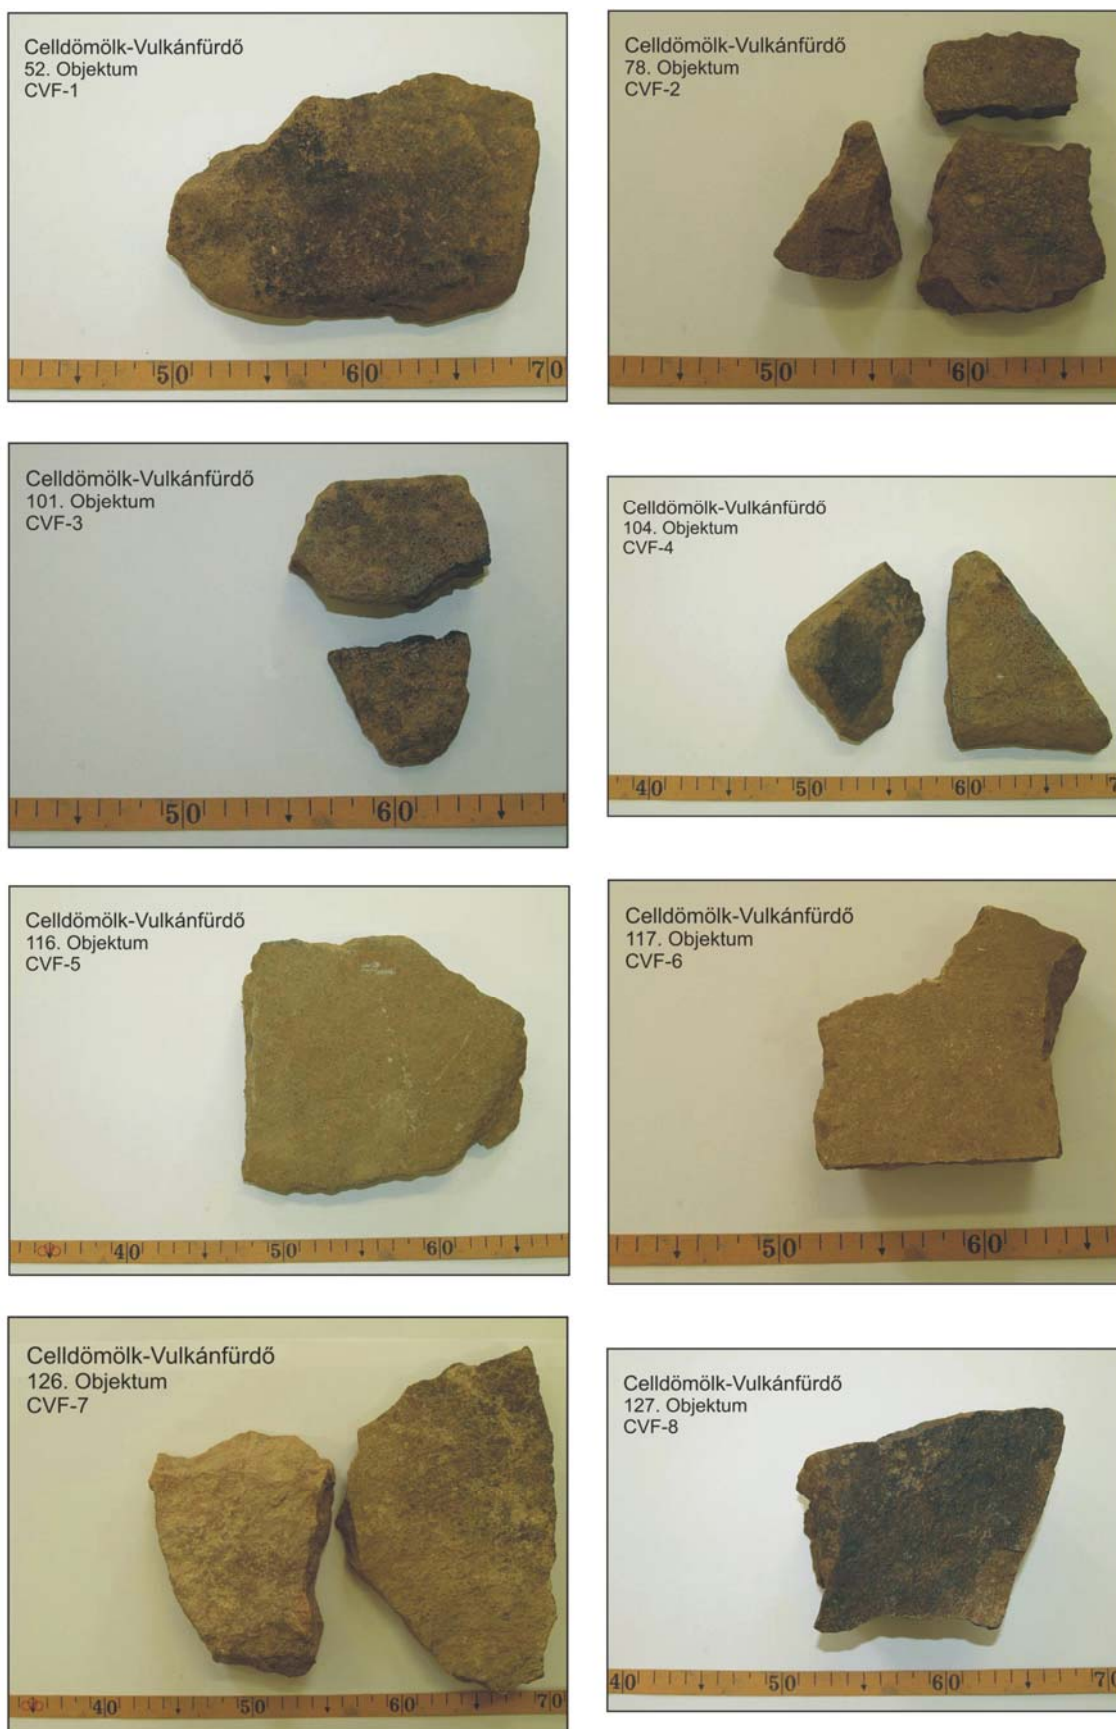 Celldömölk-Vulkánfürdő
52. Objektum
CVF-1
50 60 70
Celldömölk-Vulkánfürdő
78. Objektum
CVF-2
50 60
Celldömölk-Vulkánfürdő
101. Objektum
CVF-3
50 60
Celldömölk-Vulkánfürdő
104. Objektum
CVF-4
40 50 60 7
Celldömölk-Vulkánfürdő
116. Objektum
CVF-5
40 50 60
Celldömölk-Vulkánfürdő
117. Objektum
CVF-6
50 60
Celldömölk-Vulkánfürdő
126. Objektum
CVF-7
40 50 60 70
Celldömölk-Vulkánfürdő
127. Objektum
CVF-8
40 50 60 70